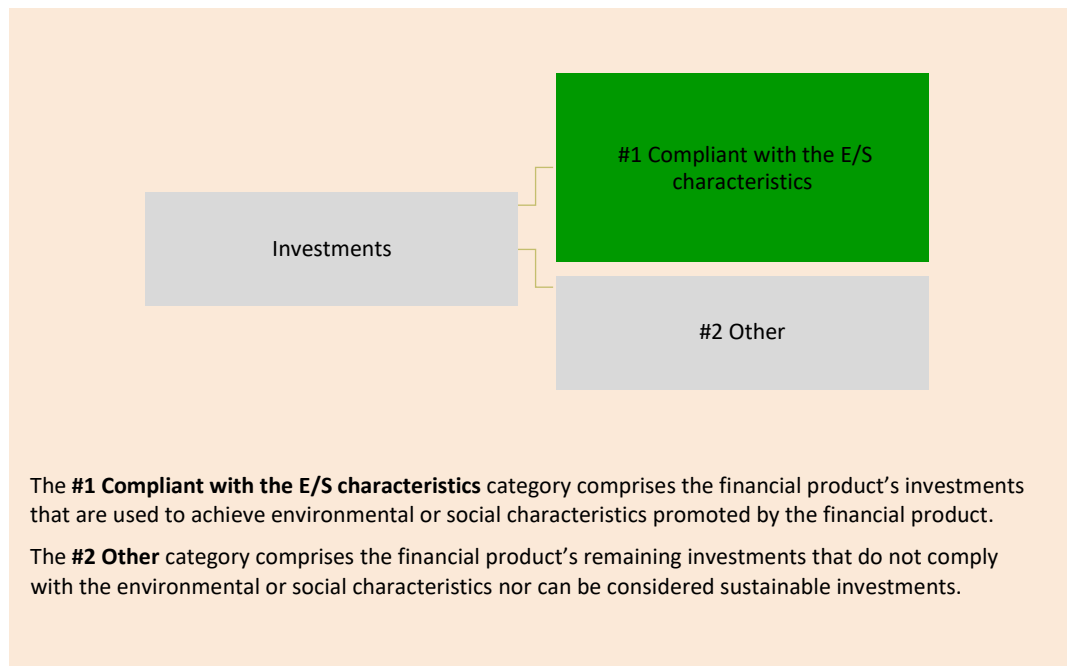 #1 Compliant with the E/S
characteristics
Investments
#2 Other
The #1 Compliant with the E/S characteristics category comprises the financial product’s investments
that are used to achieve environmental or social characteristics promoted by the financial product.
The #2 Other category comprises the financial product’s remaining investments that do not comply
with the environmental or social characteristics nor can be considered sustainable investments.